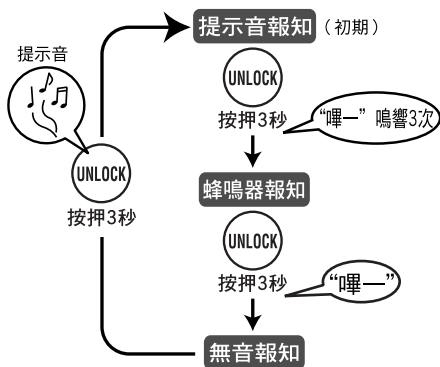 提示音報知（初期）
UNLOCK
按押3秒
“嗶一”鳴響3次
蜂鳴器報知
UNLOCK
按押3秒
“嗶一”
無音報知
提示音
UNLOCK
按押3秒